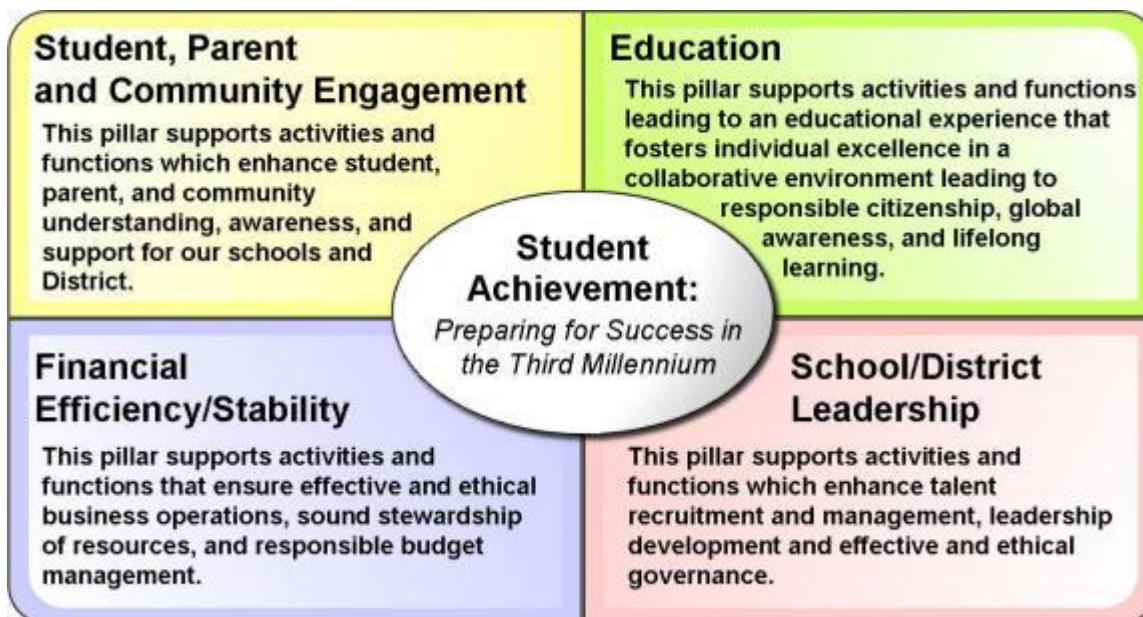 Student, Parent
and Community Engagement
This pillar supports activities and
functions which enhance student,
parent, and community
understanding, awareness, and
support for our schools and
District.
Education
This pillar supports activities and functions
leading to an educational experience that
fosters individual excellence in a
collaborative environment leading to
responsible citizenship, global
awareness, and lifelong
learning.
Student
Achievement:
Preparing for Success in
the Third Millennium
Financial
Efficiency/Stability
This pillar supports activities and
functions that ensure effective and ethical
business operations, sound stewardship
of resources, and responsible budget
management.
School/District
Leadership
This pillar supports activities and
functions which enhance talent
recruitment and management, leadership
development and effective and ethical
governance.